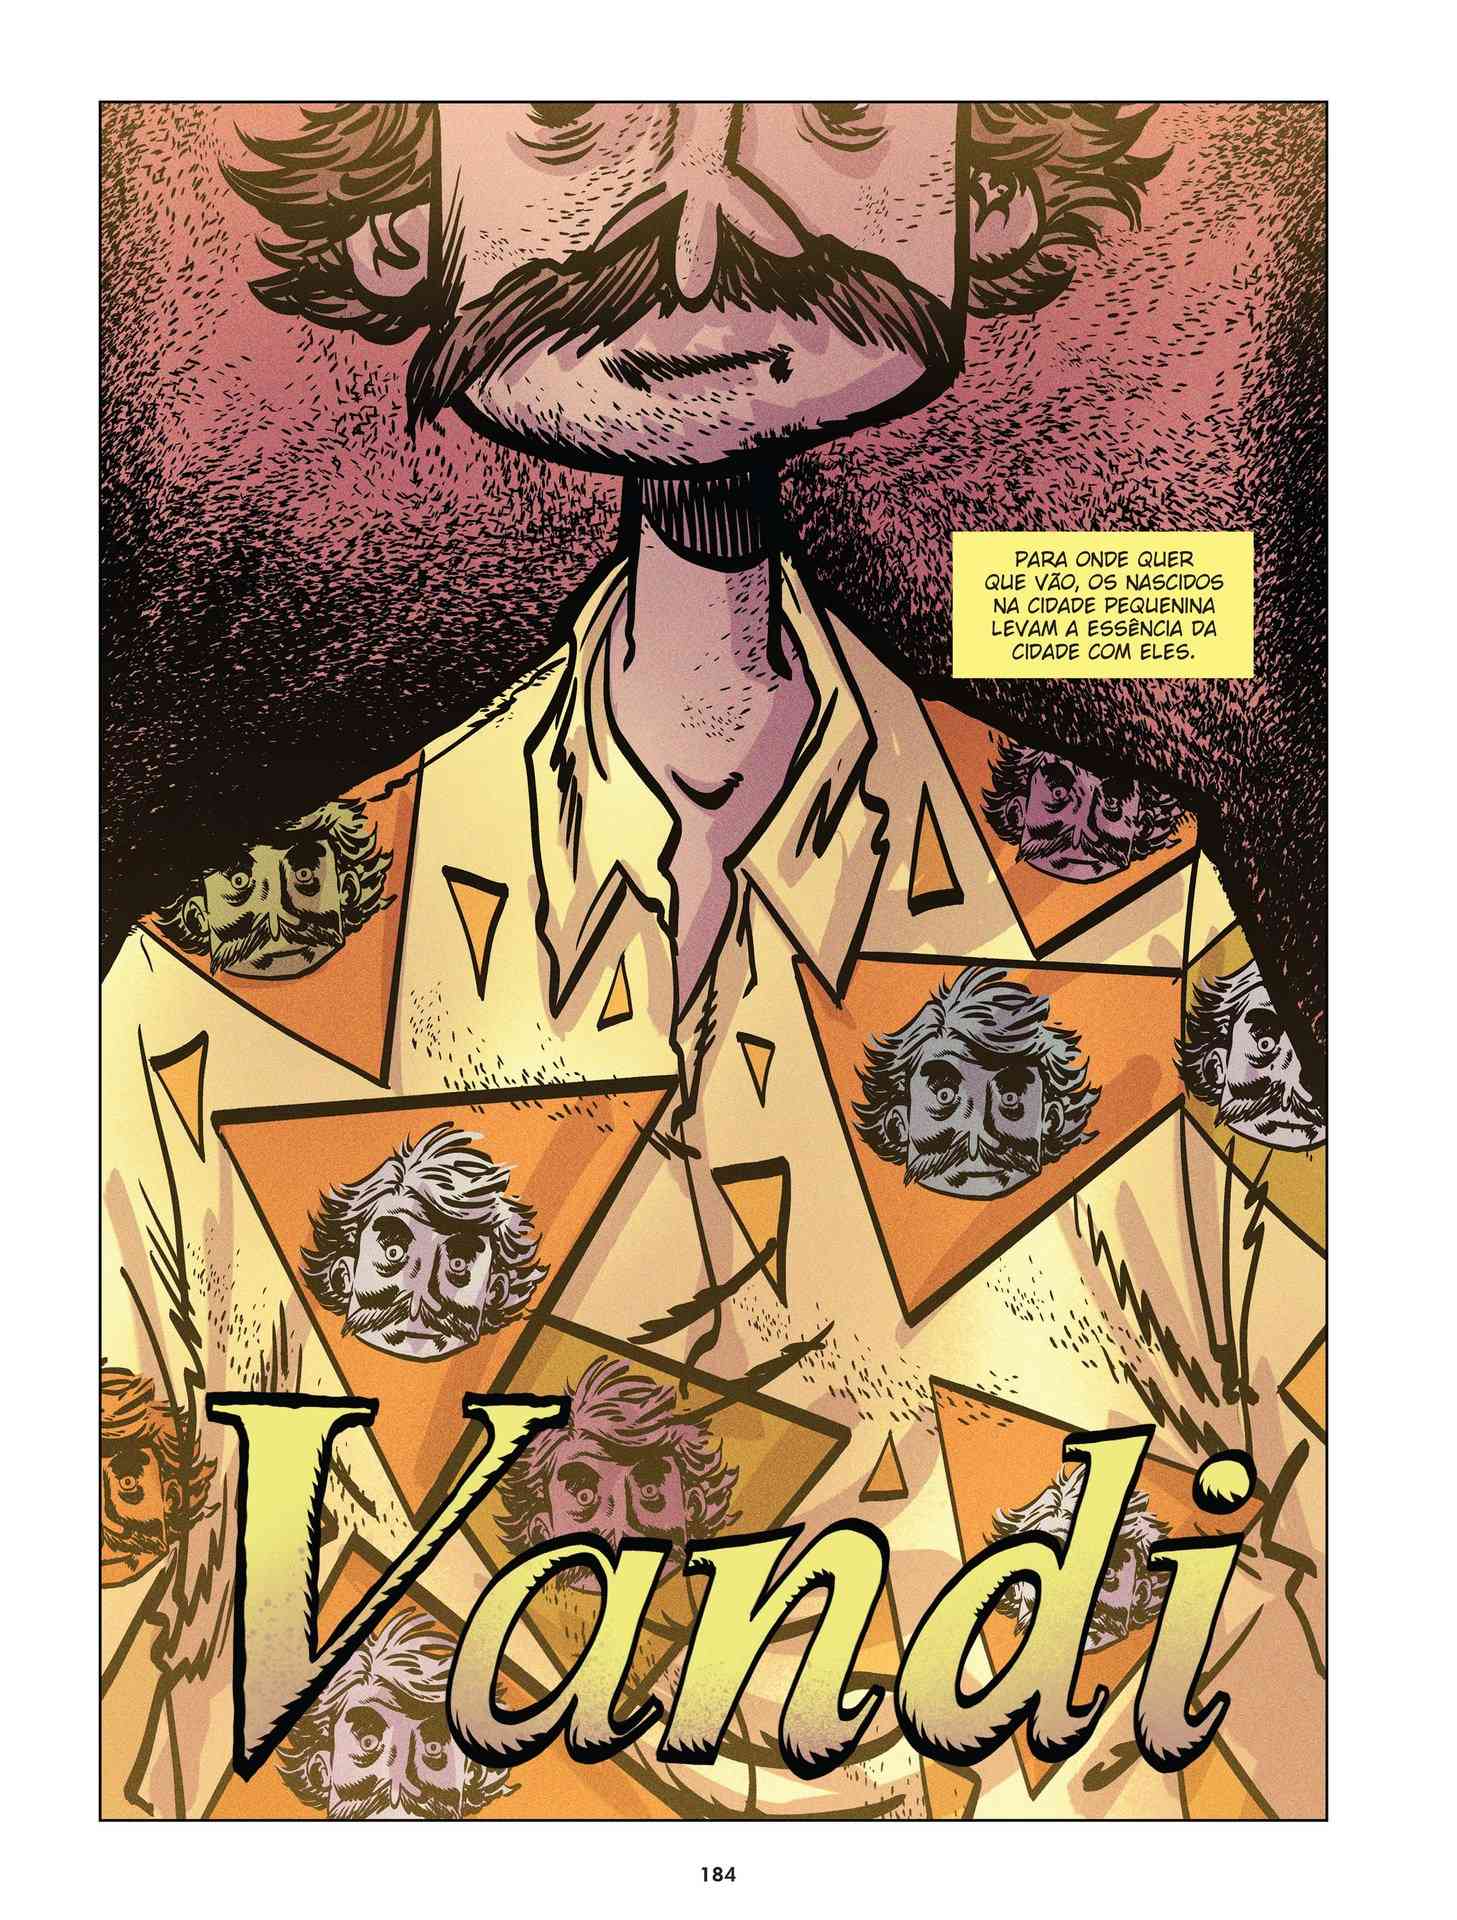 PARA ONDE QUER
QUE VÃO, OS NASCIDOS
NA CIDADE PEQUENINA
LEVAM A ESSÊNCIA DA
CIDADE COM ELES.
Vandi
184